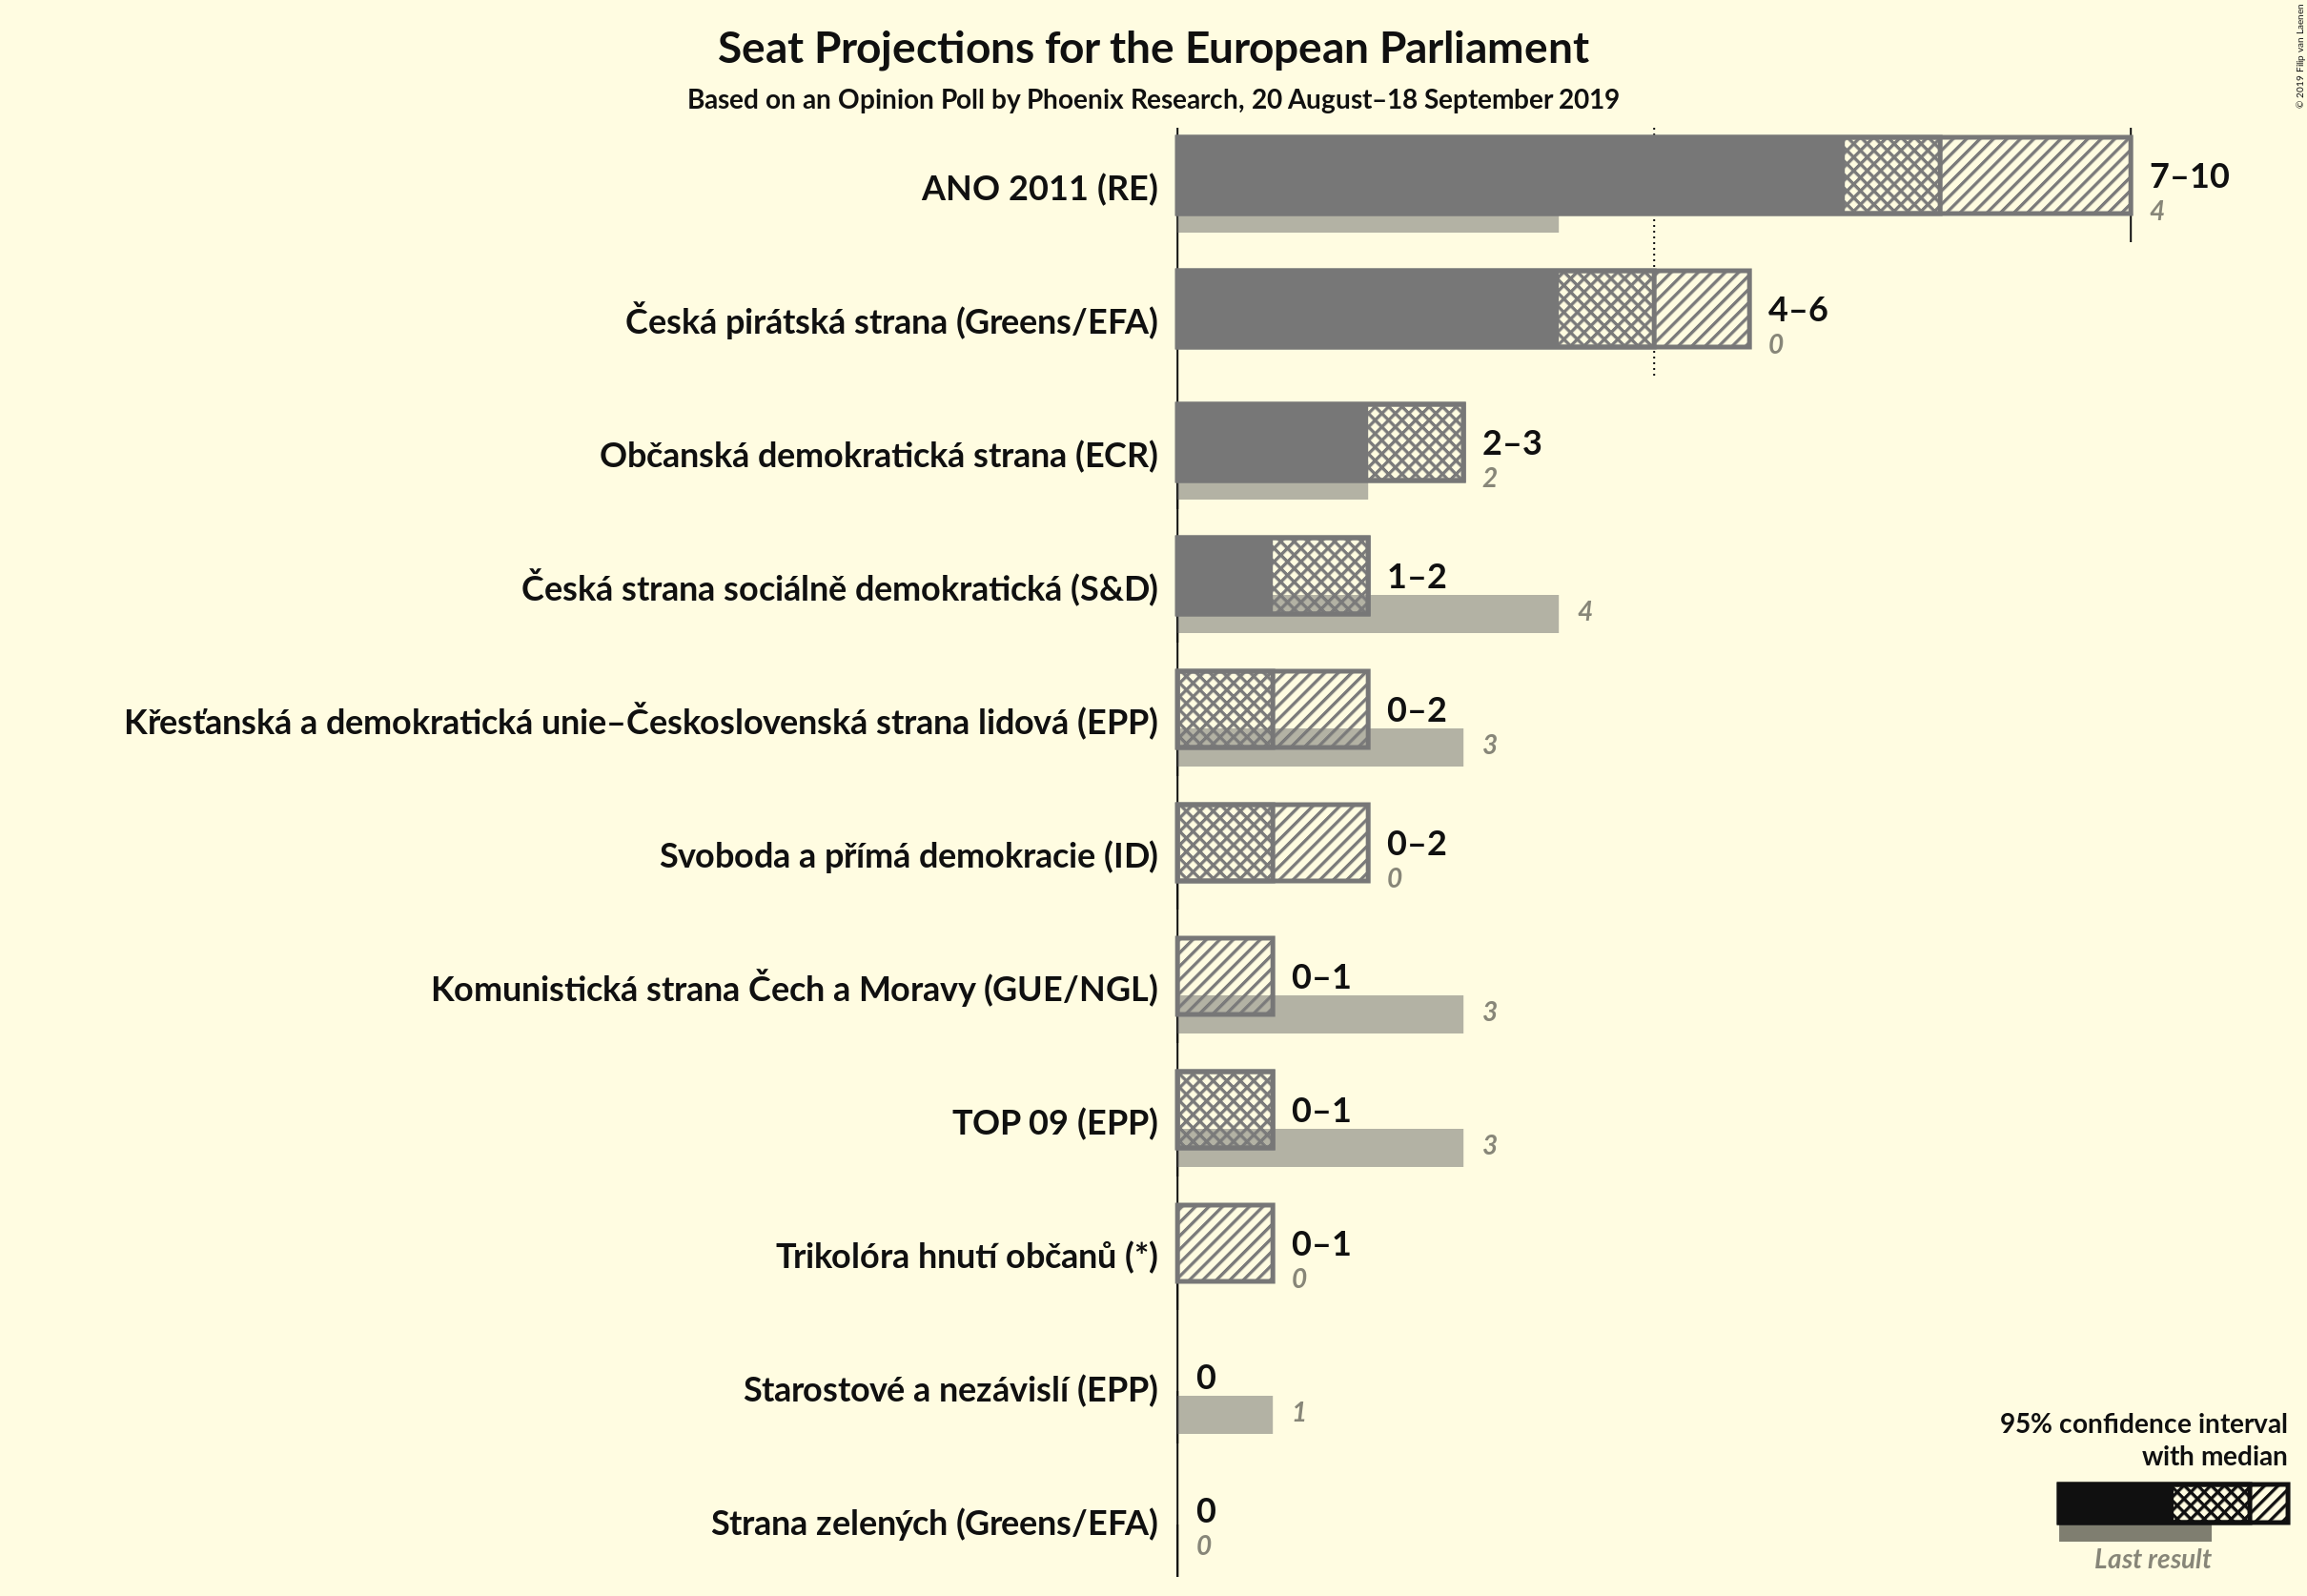 Seat Projections for the European Parliament
Based on an Opinion Poll by Phoenix Research, 20 August–18 September 2019
© 2019 Filip van Laenen
ANO 2011 (RE)
7–10
4
Česká pirátská strana (Greens/EFA)
4–6
0
Občanská demokratická strana (ECR)
2–3
2
Česká strana sociálně demokratická (S&D)
1–2
4
Křesťanská a demokratická unie–Československá strana lidová (EPP)
0–2
3
Svoboda a přímá demokracie (ID)
0–2
0
Komunistická strana Čech a Moravy (GUE/NGL)
0–1
3
TOP 09 (EPP)
0–1
3
Trikolóra hnutí občanů (*)
0–1
0
Starostové a nezávislí (EPP)
0
1
Strana zelených (Greens/EFA)
0
0
95% confidence interval
with median
Last result